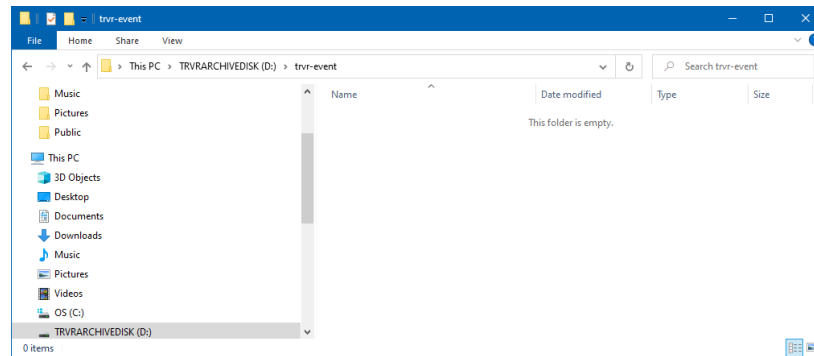 trvr-event
File Home Share View
This PC > TRVRARCHIVEDISK (D:) > trvr-event
Search trvr-event
Name Date modified Type Size
This folder is empty.
Music
Pictures
Public
This PC
3D Objects
Desktop
Documents
Downloads
Music
Pictures
Videos
OS (C:)
TRVRARCHIVEDISK (D:)
0 items